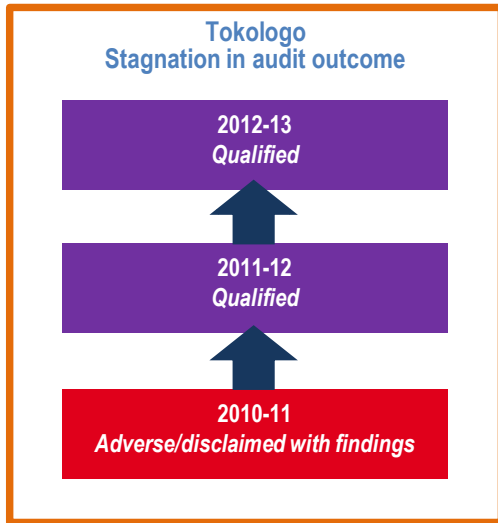 Tokologo
Stagnation in audit outcome
2012-13
Qualified
2011-12
Qualified
2010-11
Adverse/disclaimed with findings